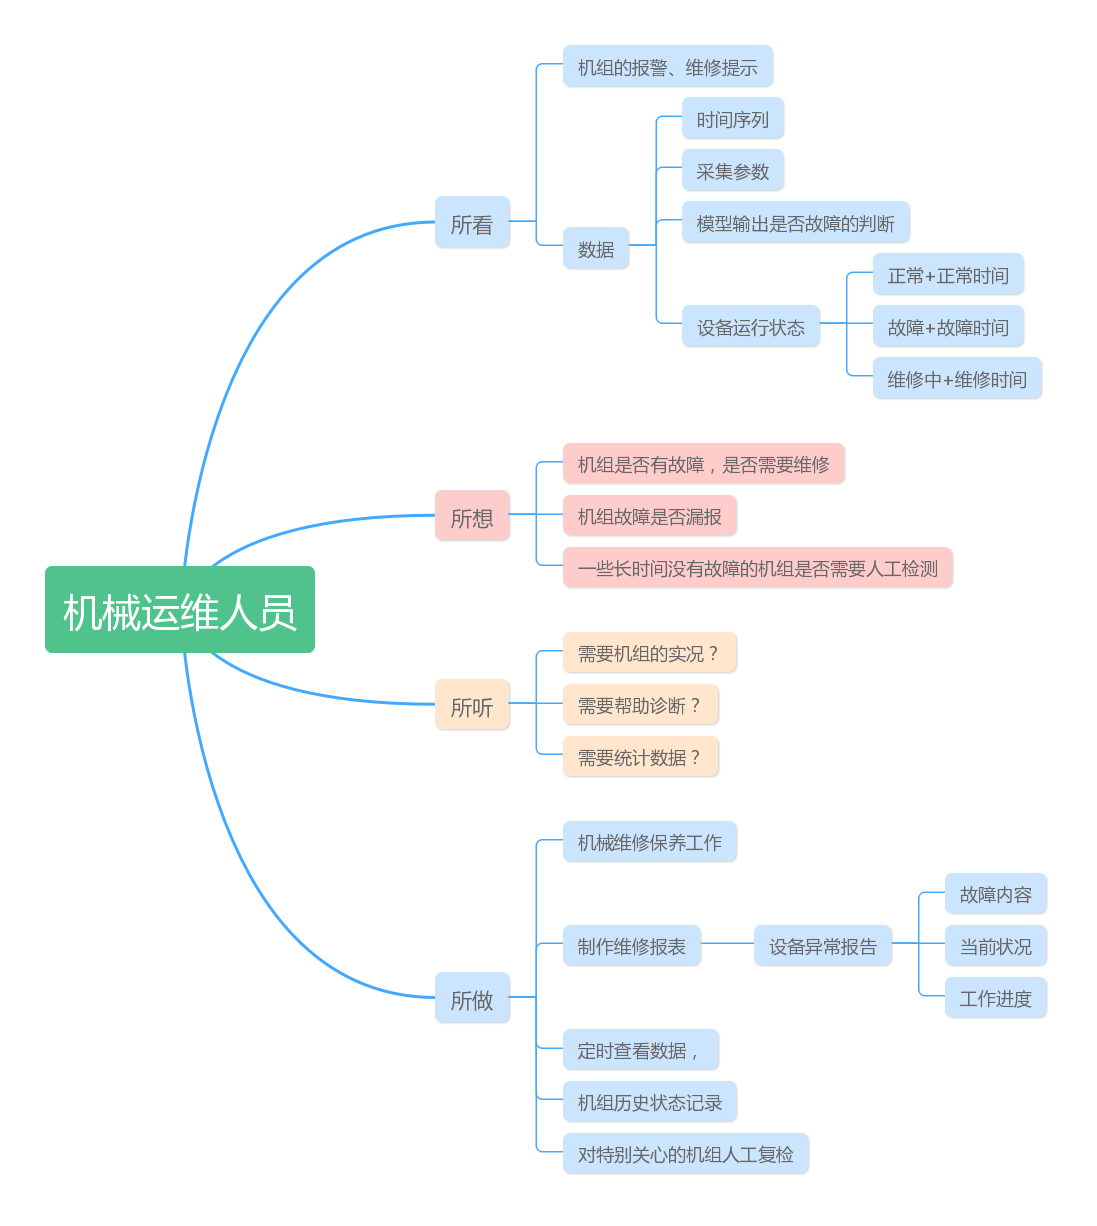 机械运维人员
所看
机组的报警、维修提示
数据
时间序列
采集参数
模型输出是否故障的判断
设备运行状态
正常+正常时间
故障+故障时间
维修中+维修时间
所想
机组是否有故障，是否需要维修
机组故障是否漏报
一些长时间没有故障的机组是否需要人工检测
所听
需要机组的实况？
需要帮助诊断？
需要统计数据？
所做
机械维修保养工作
制作维修报表
设备异常报告
故障内容
当前状况
工作进度
定时查看数据，
机组历史状态记录
对特别关心的机组人工复检